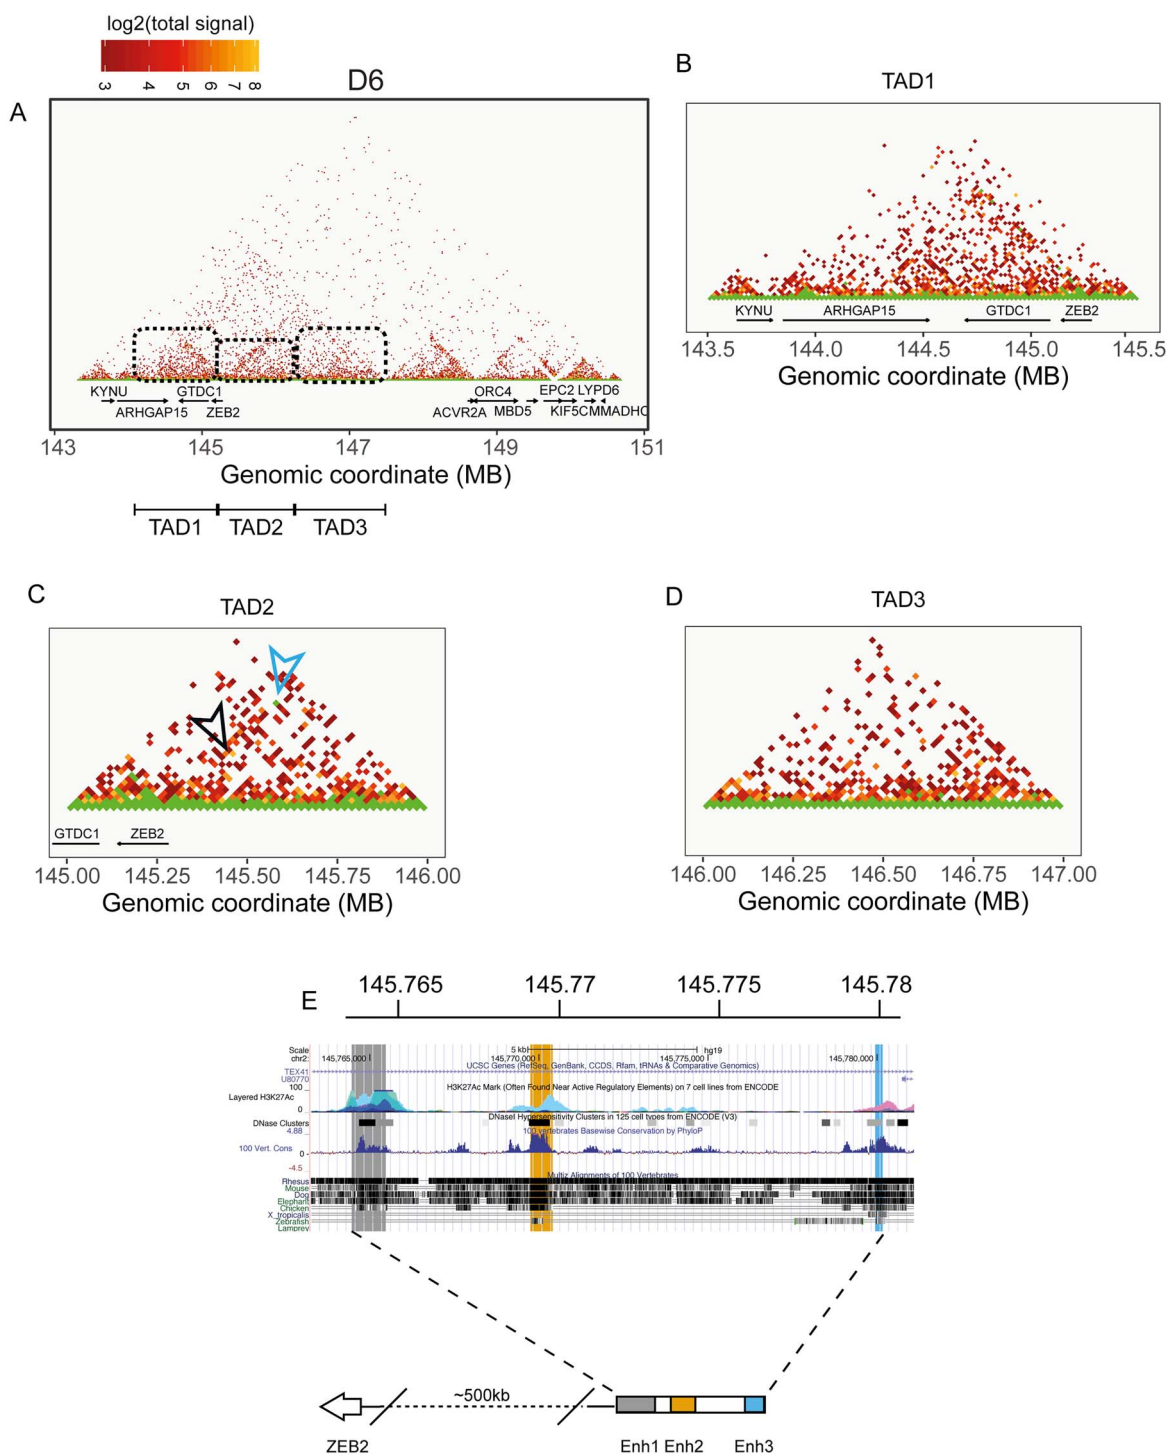 log2(total signal)
3 4 5 6 7 8
A
D6
KYNU GTDC1 ORC4 EPC2 LYPD6
ARHGAP15 ZEB2 ACVR2A MBD5 KIF5C MMADHC
143 145 147 149 151
Genomic coordinate (MB)
TAD1 TAD2 TAD3
B
TAD1
KYNU ARHGAP15 GTDC1 ZEB2
143.5 144.0 144.5 145.0 145.5
Genomic coordinate (MB)
C
TAD2
GTDC1 ZEB2
145.00 145.25 145.50 145.75 146.00
Genomic coordinate (MB)
D
TAD3
146.00 146.25 146.50 146.75 147.00
Genomic coordinate (MB)
E
145.765 145.77 145.775 145.78
Scale 5 kb hg19
chr2: 145,765,000 145,770,000 145,775,000 145,780,000
UCSC Genes (RefSeq, GenBank, CCDS, Rfam, tRNAs & Comparative Genomics)
TEX41
U80770
H3K27Ac Mark (Often Found Near Active Regulatory Elements) on 7 cell lines from ENCODE
100
Layered H3K27Ac
0
DNaseI Hypersensitivity Clusters in 125 cell types from ENCODE (V3)
DNase Clusters
4.88
100 vertebrates Basewise Conservation by PhyloP
100 Vert. Cons
0
-4.5
Multiz Alignments of 100 Vertebrates
Rhesus
Mouse
Dog
Elephant
Chicken
X_tropicalis
Zebrafish
Lamprey
~500kb
ZEB2 Enh1 Enh2 Enh3